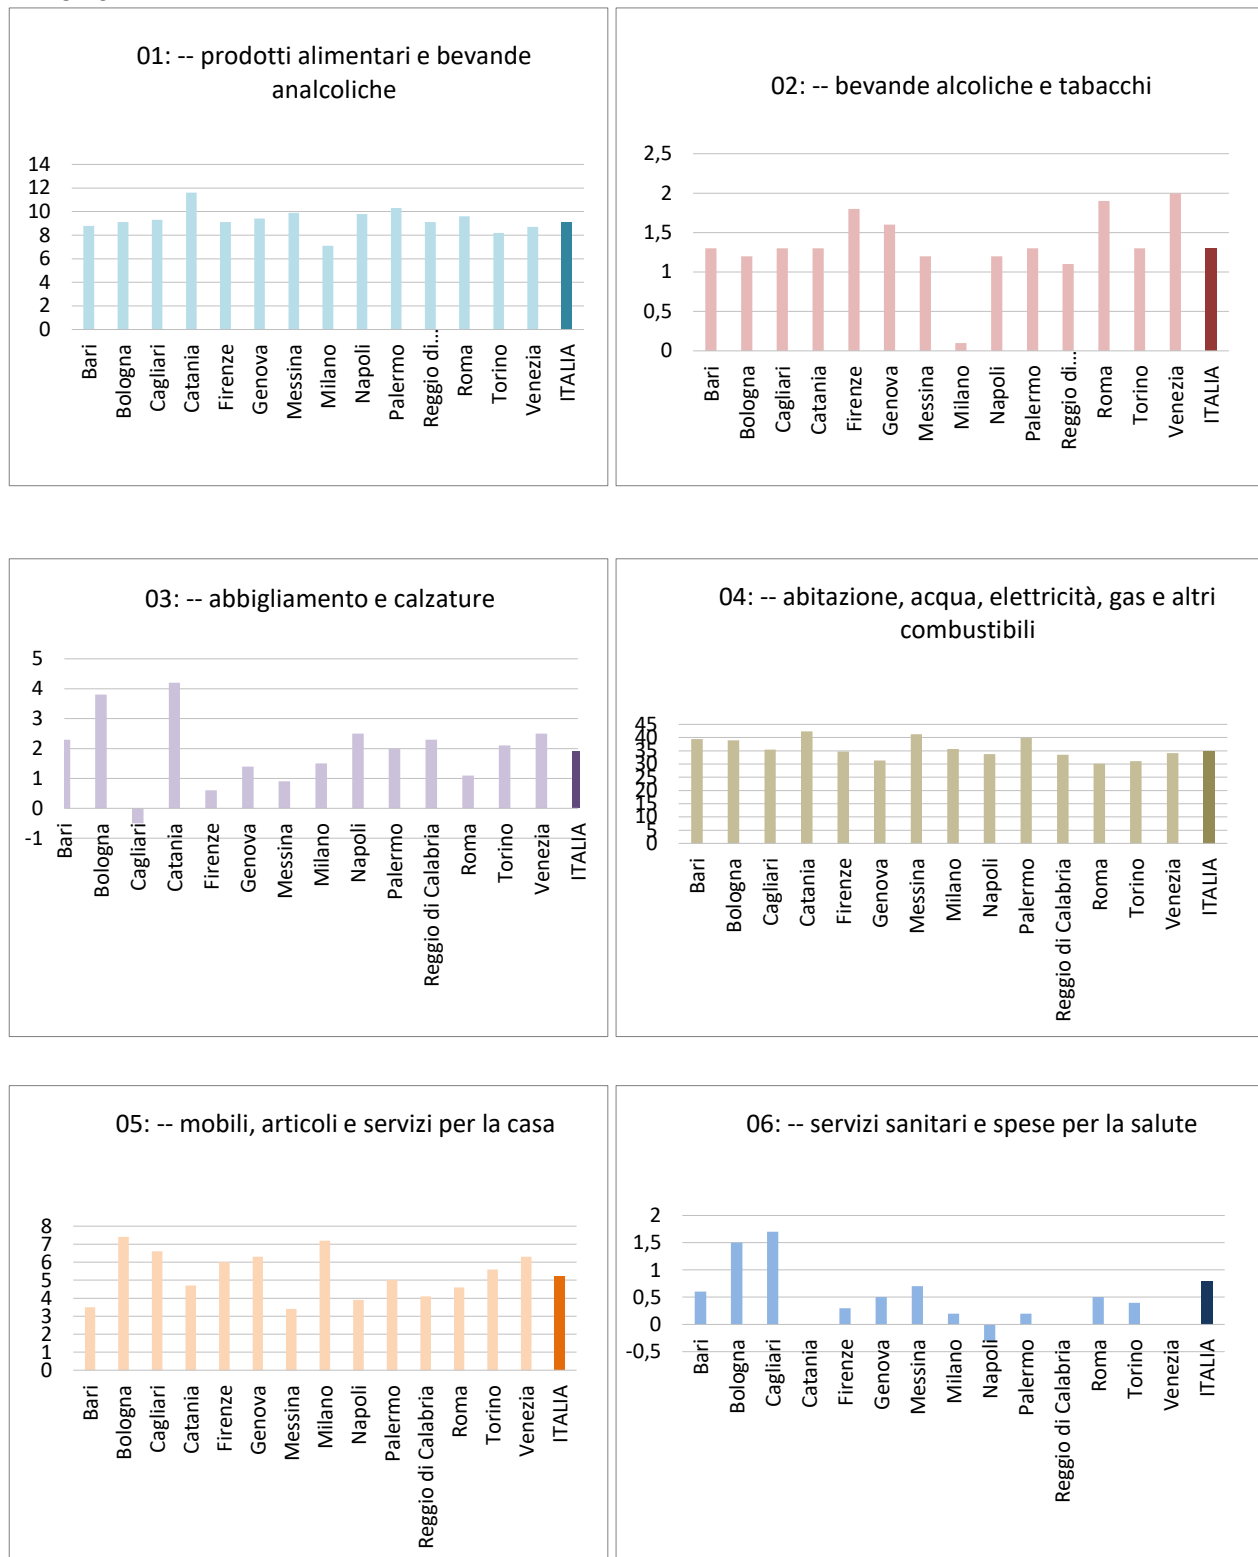 01: -- prodotti alimentari e bevande
analcoliche
14
12
10
8
6
4
2
0
Bari
Bologna
Cagliari
Catania
Firenze
Genova
Messina
Milano
Napoli
Palermo
Reggio di…
Roma
Torino
Venezia
ITALIA
02: -- bevande alcoliche e tabacchi
2,5
2
1,5
1
0,5
0
Bari
Bologna
Cagliari
Catania
Firenze
Genova
Messina
Milano
Napoli
Palermo
Reggio di…
Roma
Torino
Venezia
ITALIA
03: -- abbigliamento e calzature
5
4
3
2
1
0
-1
Bari
Bologna
Cagliari
Catania
Firenze
Genova
Messina
Milano
Napoli
Palermo
Reggio di Calabria
Roma
Torino
Venezia
ITALIA
04: -- abitazione, acqua, elettricità, gas e altri
combustibili
45
40
35
30
25
20
15
10
5
0
Bari
Bologna
Cagliari
Catania
Firenze
Genova
Messina
Milano
Napoli
Palermo
Reggio di Calabria
Roma
Torino
Venezia
ITALIA
05: -- mobili, articoli e servizi per la casa
8
7
6
5
4
3
2
1
0
Bari
Bologna
Cagliari
Catania
Firenze
Genova
Messina
Milano
Napoli
Palermo
Reggio di Calabria
Roma
Torino
Venezia
ITALIA
06: -- servizi sanitari e spese per la salute
2
1,5
1
0,5
0
-0,5
Bari
Bologna
Cagliari
Catania
Firenze
Genova
Messina
Milano
Napoli
Palermo
Reggio di Calabria
Roma
Torino
Venezia
ITALIA